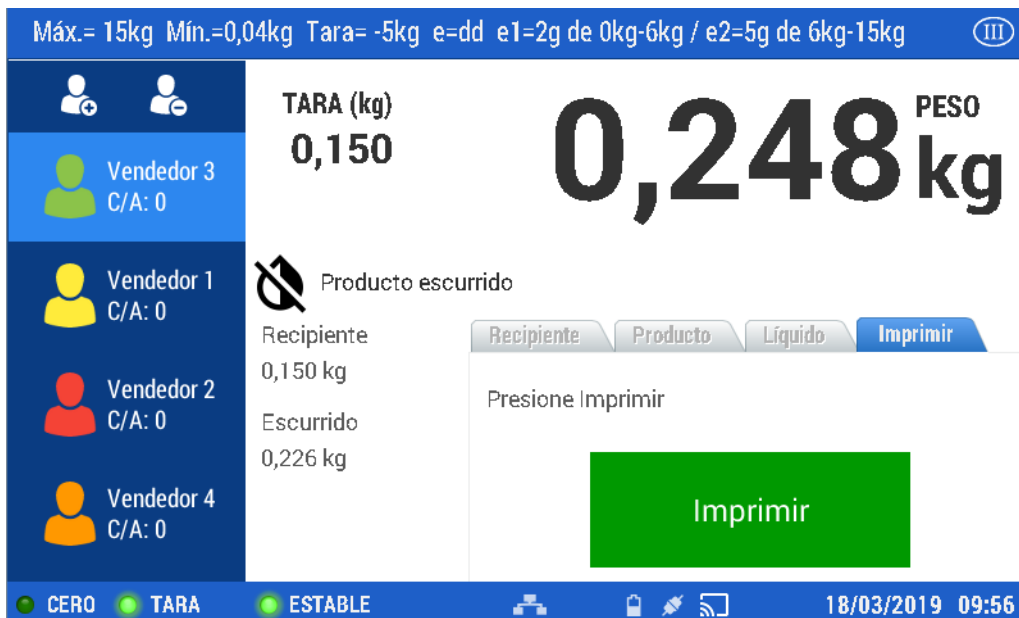 Máx.= 15kg Mín.=0,04kg Tara= -5kg e=dd e1=2g de 0kg-6kg / e2=5g de 6kg-15kg III
Vendedor 3
C/A: 0
Vendedor 1
C/A: 0
Vendedor 2
C/A: 0
Vendedor 4
C/A: 0
TARA (kg)
0,150
PESO
0,248 kg
Producto escurrido
Recipiente
0,150 kg
Escurrido
0,226 kg
Recipiente Producto Líquido Imprimir
Presione Imprimir
Imprimir
CERO TARA ESTABLE 18/03/2019 09:56